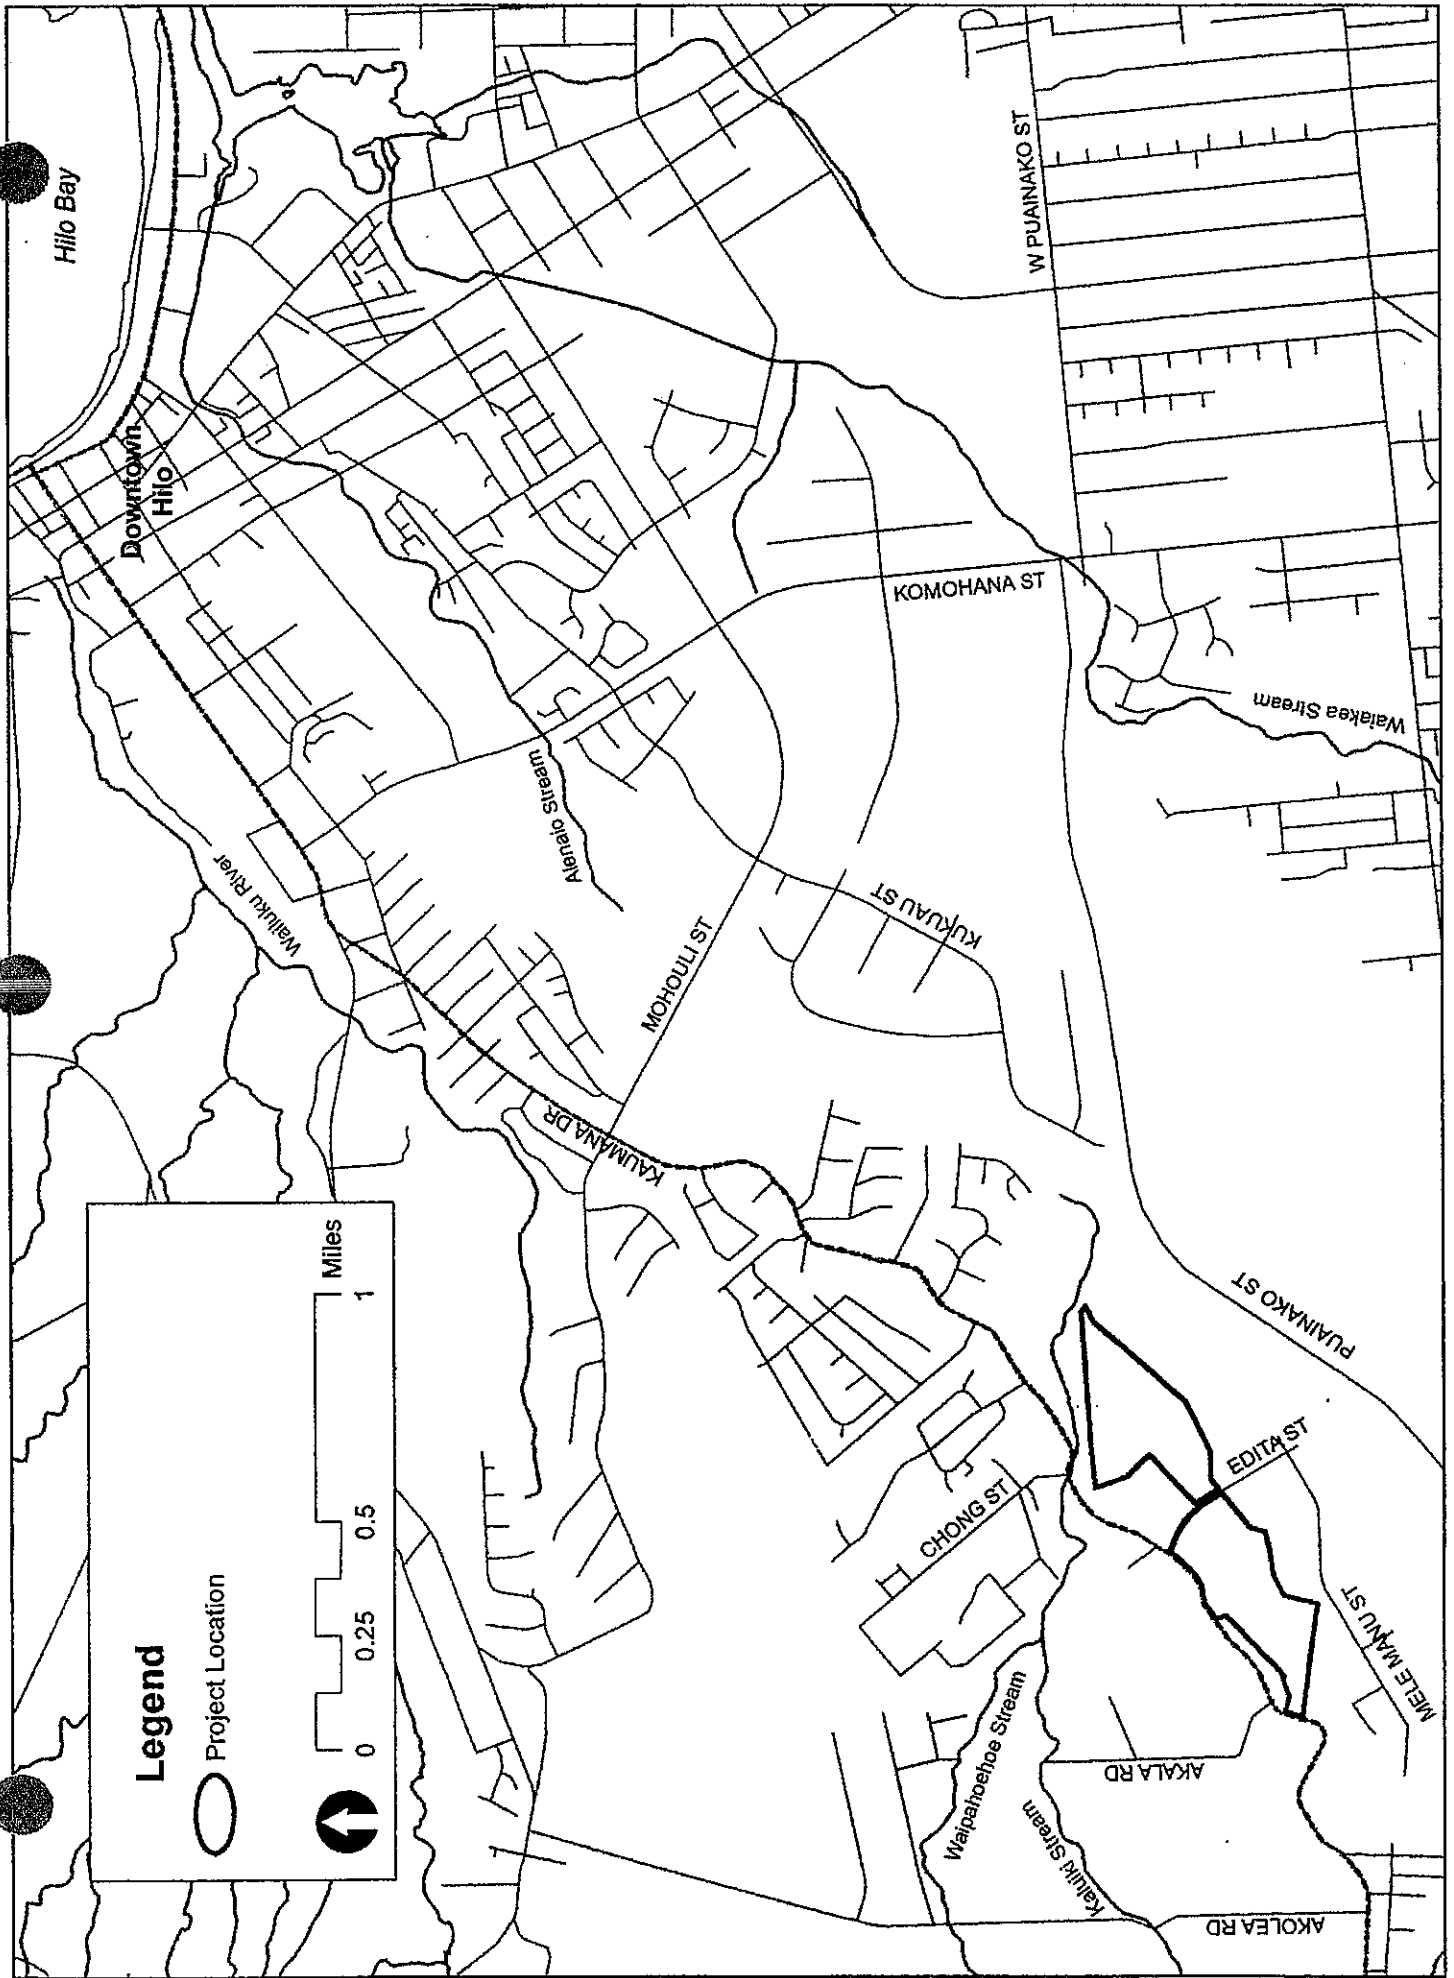 Hilo Bay
Downtown
Hilo
W PUAINAKO ST
KOMOHANA ST
Waiakea Stream
Alenaio Stream
Wailuku River
KUKUAU ST
MOHOULI ST
KAUMANA DR
PUAINAKO ST
EDITA ST
CHONG ST
MELE MANU ST
Waipahoehoe Stream
Kaluiki Stream
AKALA RD
AKOLEA RD
Legend
Project Location
0 0.25 0.5 1
Miles